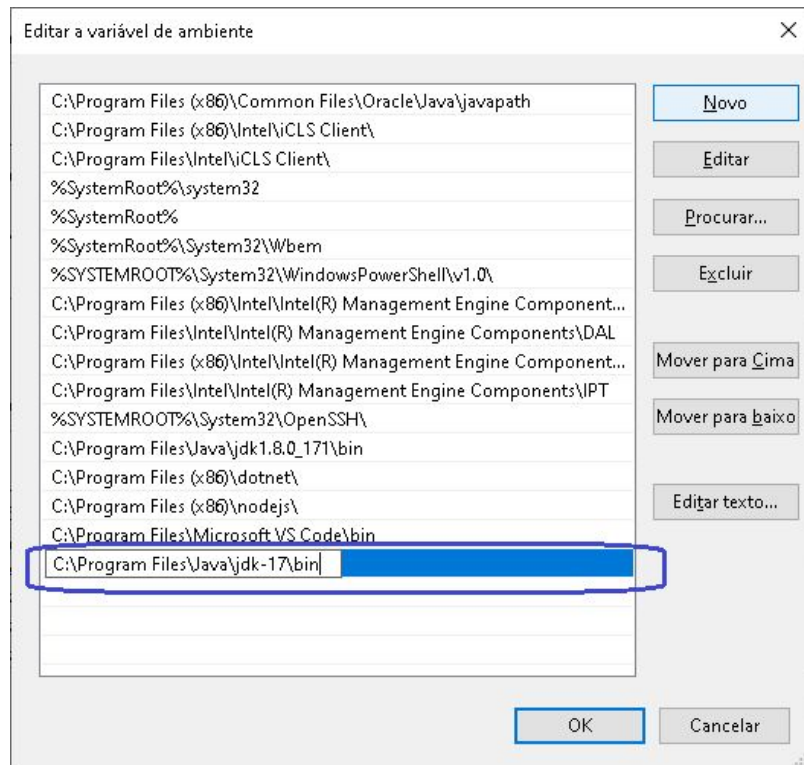 Editar a variável de ambiente
C:\Program Files (x86)\Common Files\Oracle\Java\javapath
C:\Program Files (x86)\Intel\iCLS Client\
C:\Program Files\Intel\iCLS Client\
%SystemRoot%\system32
%SystemRoot%
%SystemRoot%\System32\Wbem
%SYSTEMROOT%\System32\WindowsPowerShell\v1.0\
C:\Program Files (x86)\Intel\Intel(R) Management Engine Component...
C:\Program Files\Intel\Intel(R) Management Engine Components\DAL
C:\Program Files (x86)\Intel\Intel(R) Management Engine Component...
C:\Program Files\Intel\Intel(R) Management Engine Components\IPT
%SYSTEMROOT%\System32\OpenSSH\
C:\Program Files\Java\jdk1.8.0_171\bin
C:\Program Files (x86)\dotnet\
C:\Program Files (x86)\nodejs\
C:\Program Files\Microsoft VS Code\bin
C:\Program Files\Java\jdk-17\bin
Novo
Editar
Procurar...
Excluir
Mover para Cima
Mover para baixo
Editar texto...
OK
Cancelar